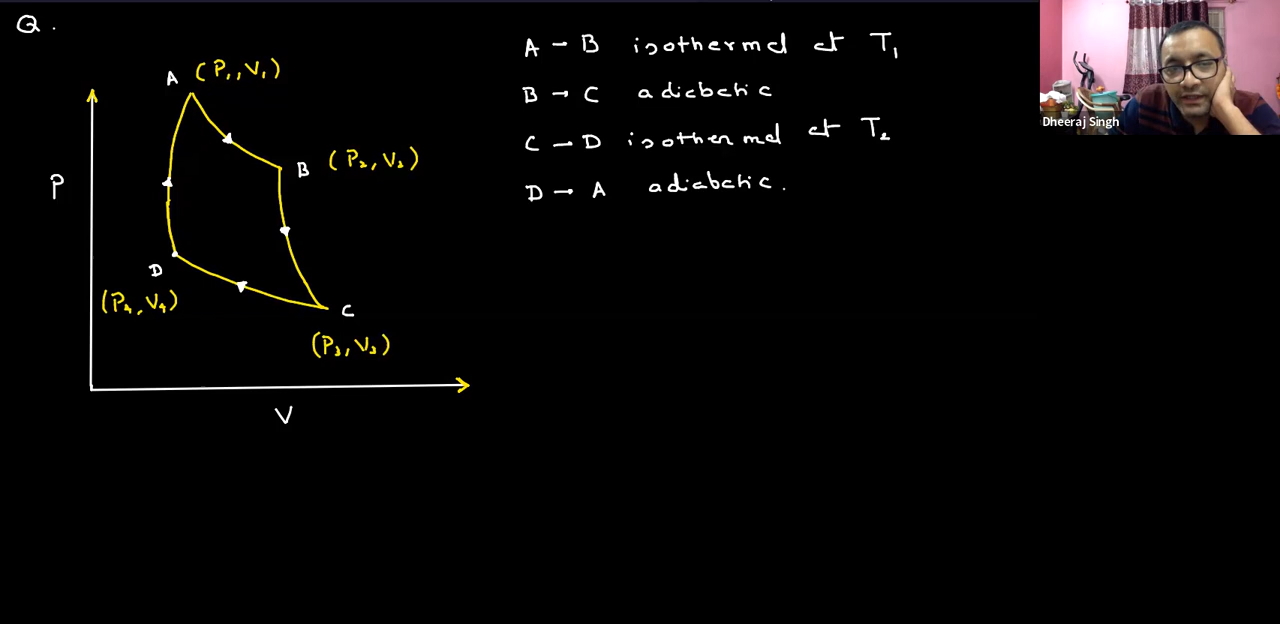 Q.
A (P₁, V₁)
B (P₂, V₂)
P
D
(P₄, V₄)
C
(P₃, V₃)
V
A → B isothermal at T₁
B → C adiabatic
C → D isothermal at T₂
D → A adiabatic.
Dheeraj Singh